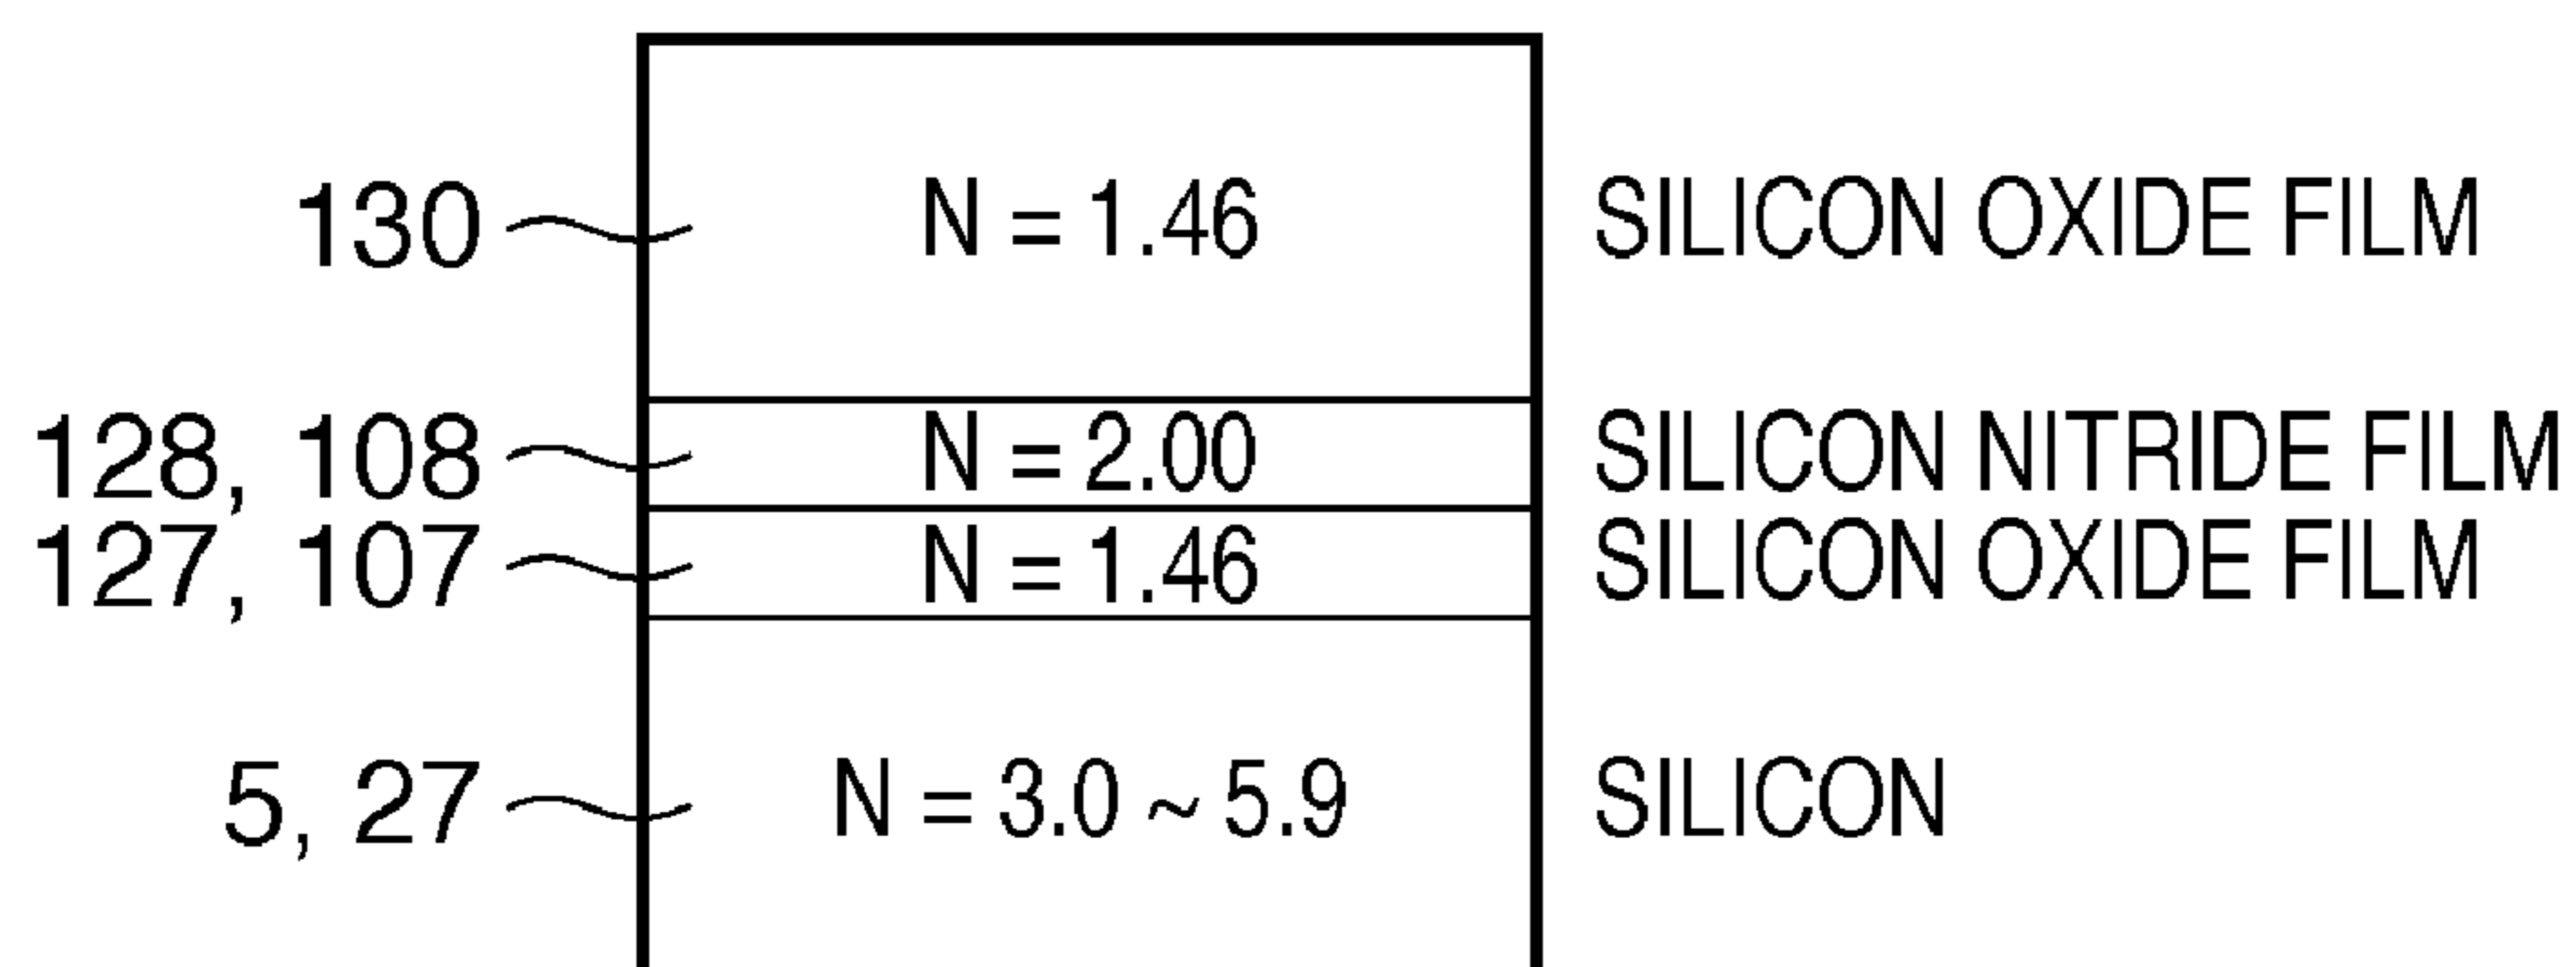 130 N = 1.46 SILICON OXIDE FILM
128, 108 N = 2.00 SILICON NITRIDE FILM
127, 107 N = 1.46 SILICON OXIDE FILM
5, 27 N = 3.0 ~ 5.9 SILICON